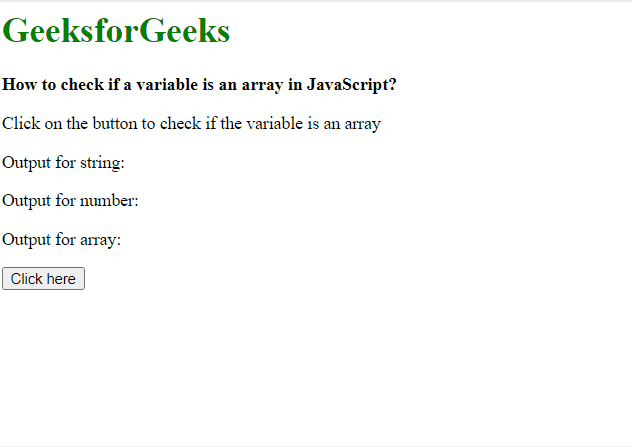 GeeksforGeeks
How to check if a variable is an array in JavaScript?
Click on the button to check if the variable is an array
Output for string:
Output for number:
Output for array:
Click here